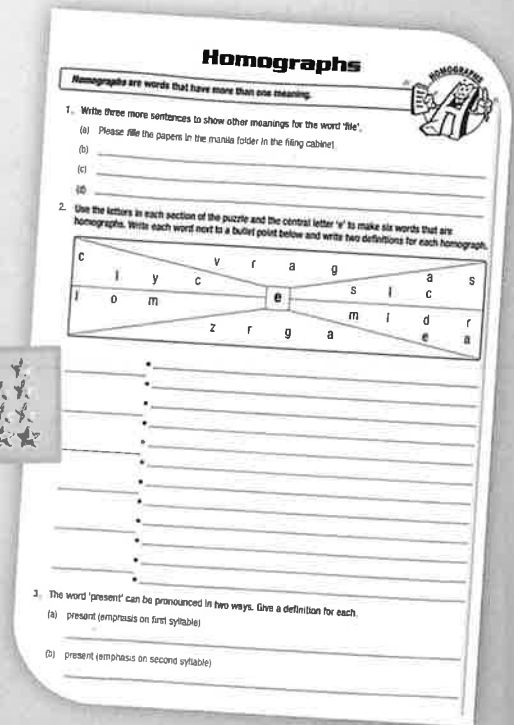 Homographs
HOMOGRAPHS
Homographs are words that have more than one meaning.
1. Write three more sentences to show other meanings for the word 'file'.
(a) Please file the papers in the manila folder in the filing cabinet.
(b)
(c)
(d)
2. Use the letters in each section of the puzzle and the central letter 'e' to make six words that are
homographs. Write each word next to a bullet point below and write two definitions for each homograph.
c i y c
v r a g
s l c a s
e
l o m
z r g a
m i d r e a
3. The word 'present' can be pronounced in two ways. Give a definition for each.
(a) present (emphasis on first syllable)
(b) present (emphasis on second syllable)